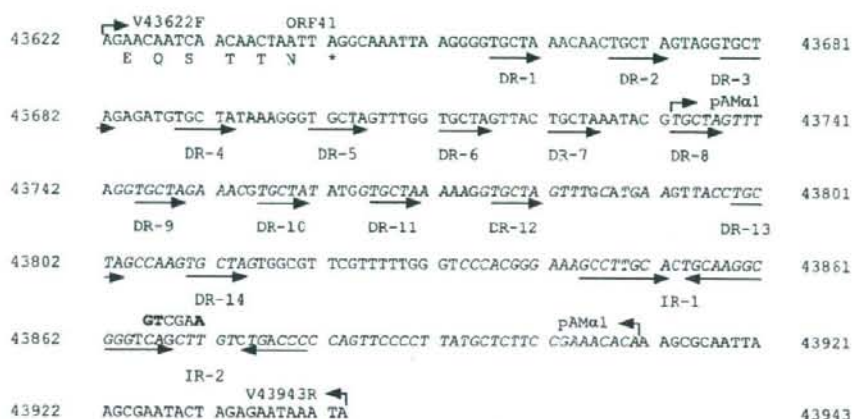 V43622F ORF41
43622 AGAACAATCA ACAACTAATT AGGCAAATTA AGGGGTGCTA AACAACTGCT AGTAGGTGCT 43681
E Q S T T N *
DR-1 DR-2 DR-3
pAMα1
43682 AGAGATGTGC TATAAAGGGT GCTAGTTTGG TGCTAGTTAC TGCTAAATAC GTGCTAGTTT 43741
DR-4 DR-5 DR-6 DR-7 DR-8
43742 AGGTGCTAGA AACGTGCTAT ATGGTGCTAA AAAGGTGCTA GTTTGCATGA AGTTACCTGC 43801
DR-9 DR-10 DR-11 DR-12 DR-13
43802 TAGCCAAGTG CTAGTGGCGT TCGTTTTTGG GTCCCACGGG AAAGCCTTGC ACTGCAAGGC 43861
DR-14 IR-1
GTCGAA pAMα1
43862 GGGTCAGCTT GTCTGACCCC CAGTTCCCCT TATGCTCTTC CGAAACACAA AGCGCAATTA 43921
IR-2 V43943R
43922 AGCGAATACT AGAGAATAAA TA 43943